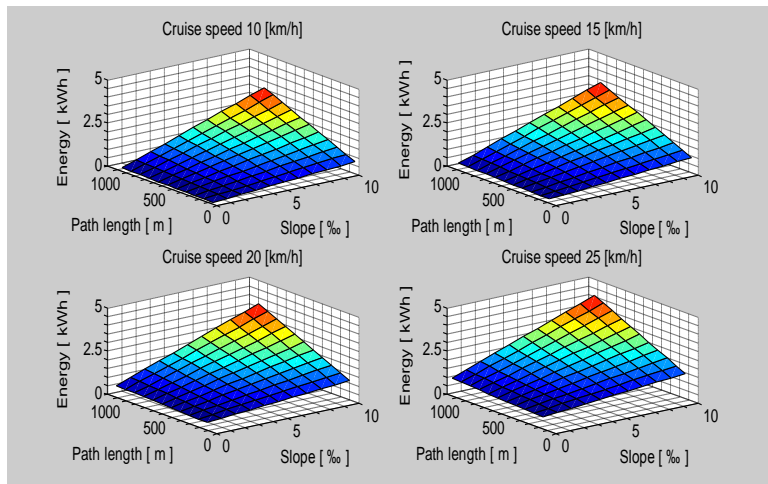 Cruise speed 10 [km/h]
Energy [ kWh ]
5
2.5
0
1000
500
0
Path length [ m ]
0
5
10
Slope [ ‰ ]
Cruise speed 15 [km/h]
Energy [ kWh ]
5
2.5
0
1000
500
0
Path length [ m ]
0
5
10
Slope [ ‰ ]
Cruise speed 20 [km/h]
Energy [ kWh ]
5
2.5
0
1000
500
0
Path length [ m ]
0
5
10
Slope [ ‰ ]
Cruise speed 25 [km/h]
Energy [ kWh ]
5
2.5
0
1000
500
0
Path length [ m ]
0
5
10
Slope [ ‰ ]